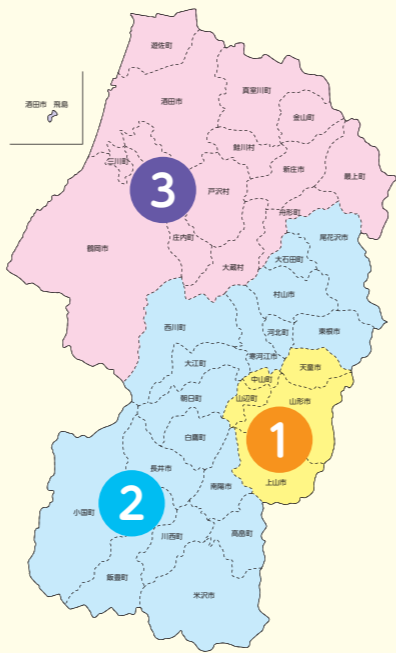 遊佐町
酒田市 飛島
酒田市
真室川町
金山町
鮭川村
三川町
新庄市
最上町
3
戸沢村
舟形町
庄内町
尾花沢市
鶴岡市
大石田町
大蔵村
村山市
西川町
河北町
東根市
寒河江市
大江町
天童市
中山町
朝日町
山辺町
山形市
白鷹町
1
長井市
上山市
南陽市
2
小国町
川西町
高畠町
飯豊町
米沢市